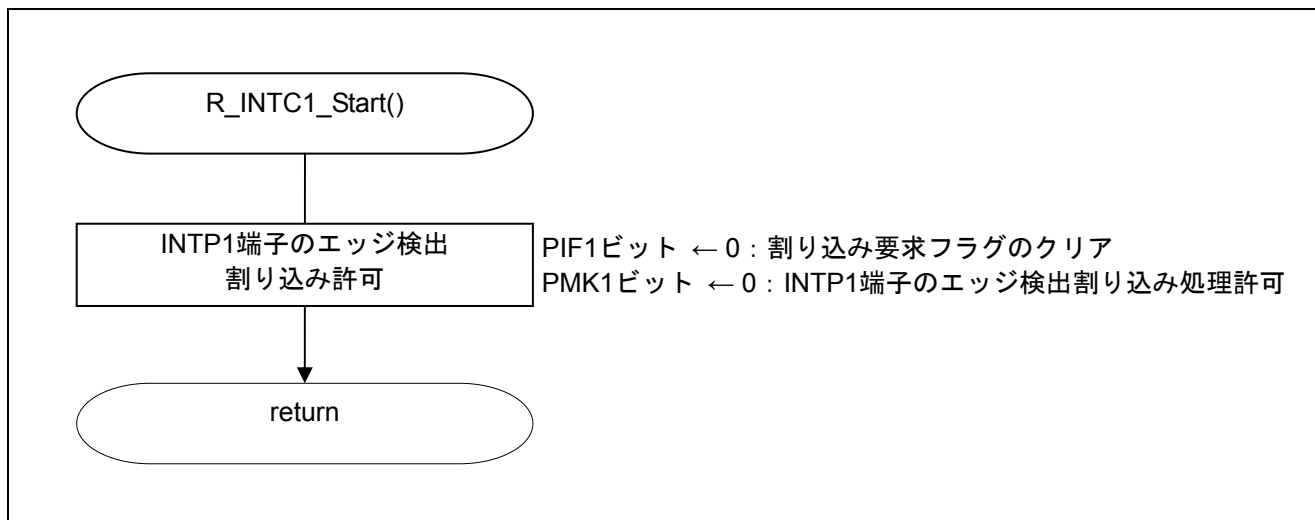 R_INTC1_Start()
INTP1端子のエッジ検出
割り込み許可
PIF1ビット ← 0：割り込み要求フラグのクリア
PMK1ビット ← 0：INTP1端子のエッジ検出割り込み処理許可
return